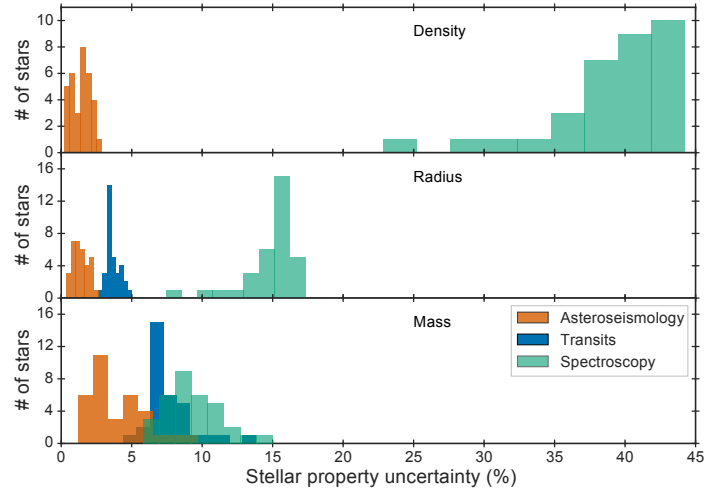 Density
# of stars
10
8
6
4
2
0
Radius
# of stars
16
12
8
4
0
Mass
# of stars
16
12
8
4
0
Asteroseismology
Transits
Spectroscopy
0 5 10 15 20 25 30 35 40 45
Stellar property uncertainty (%)